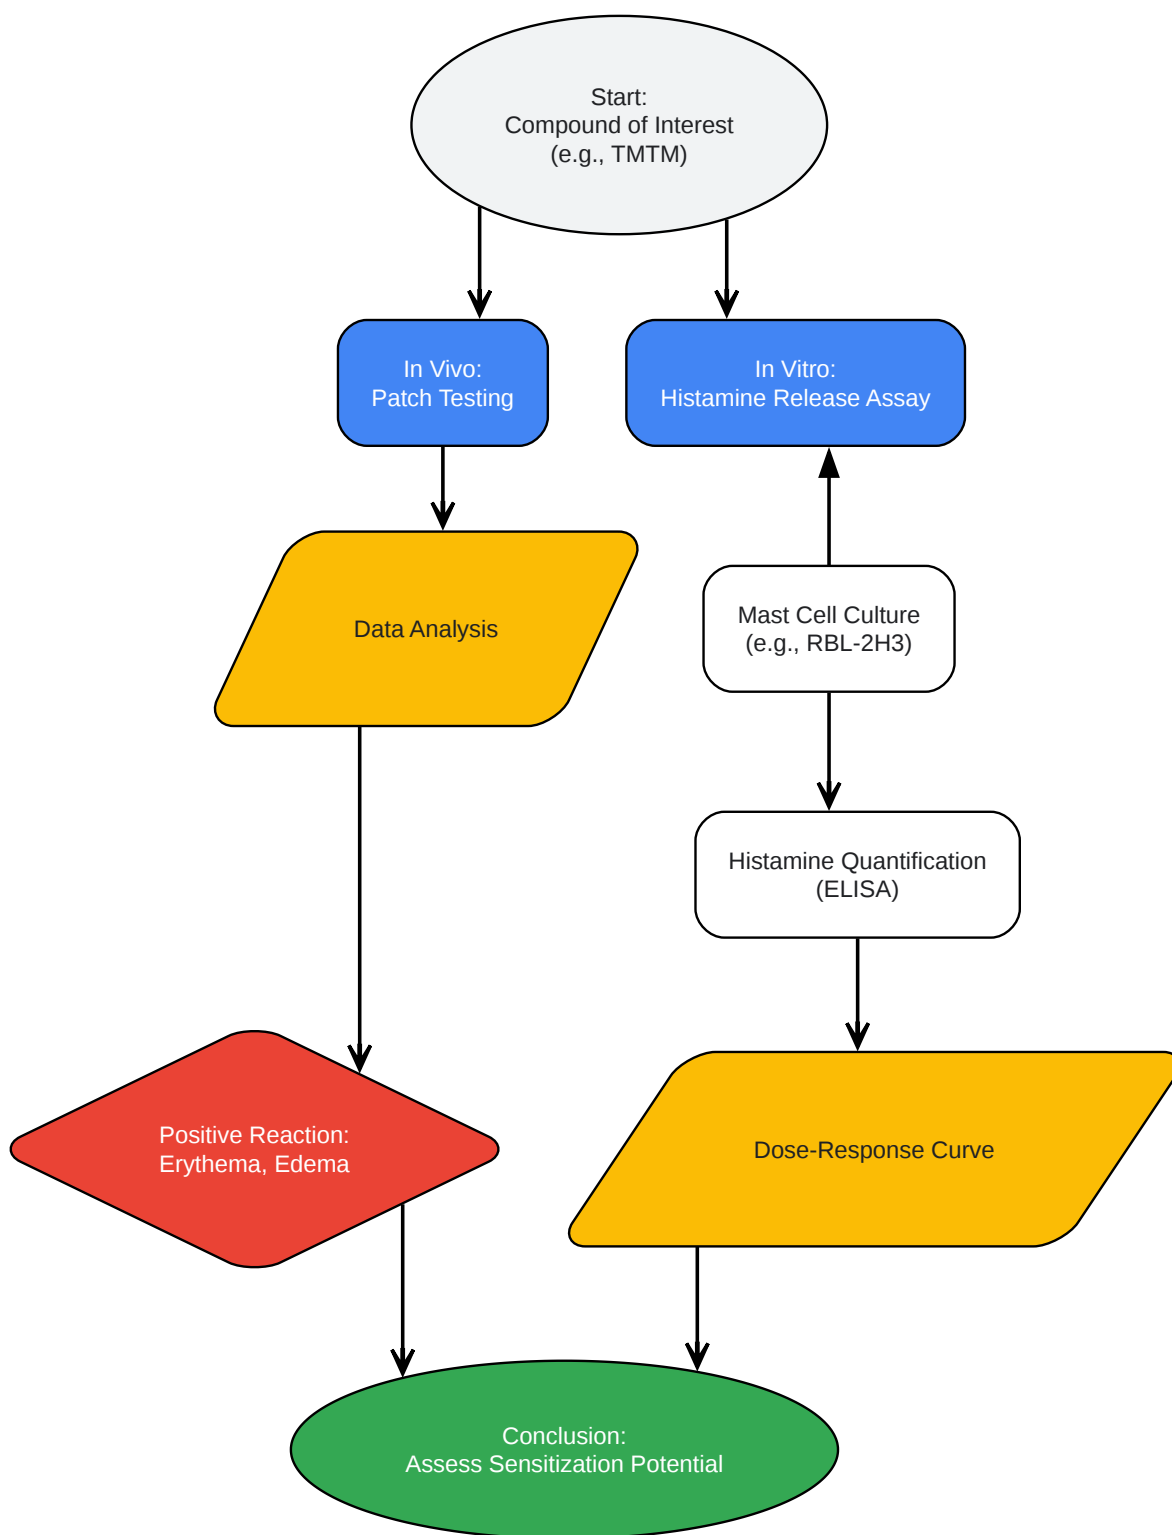 Start:
Compound of Interest
(e.g., TMTM)
In Vivo:
Patch Testing
In Vitro:
Histamine Release Assay
Data Analysis
Mast Cell Culture
(e.g., RBL-2H3)
Histamine Quantification
(ELISA)
Positive Reaction:
Erythema, Edema
Dose-Response Curve
Conclusion:
Assess Sensitization Potential